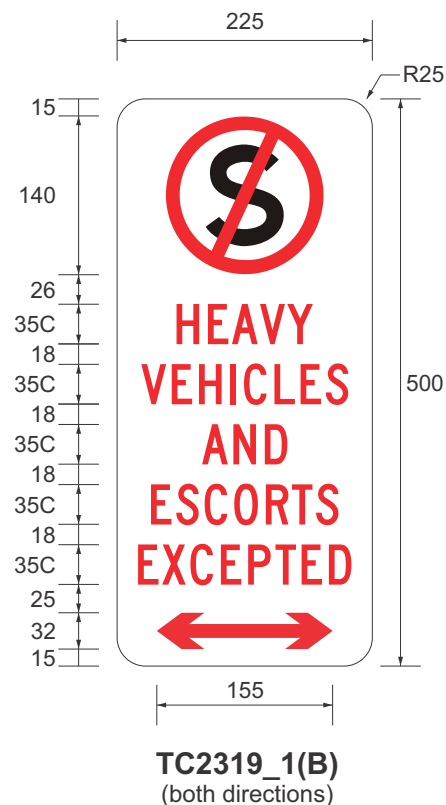 225
R25
15
140
26
35C
18
35C
18
35C
18
35C
18
35C
25
32
15
500
S
HEAVY
VEHICLES
AND
ESCORTS
EXCEPTED
155
TC2319_1(B)
(both directions)